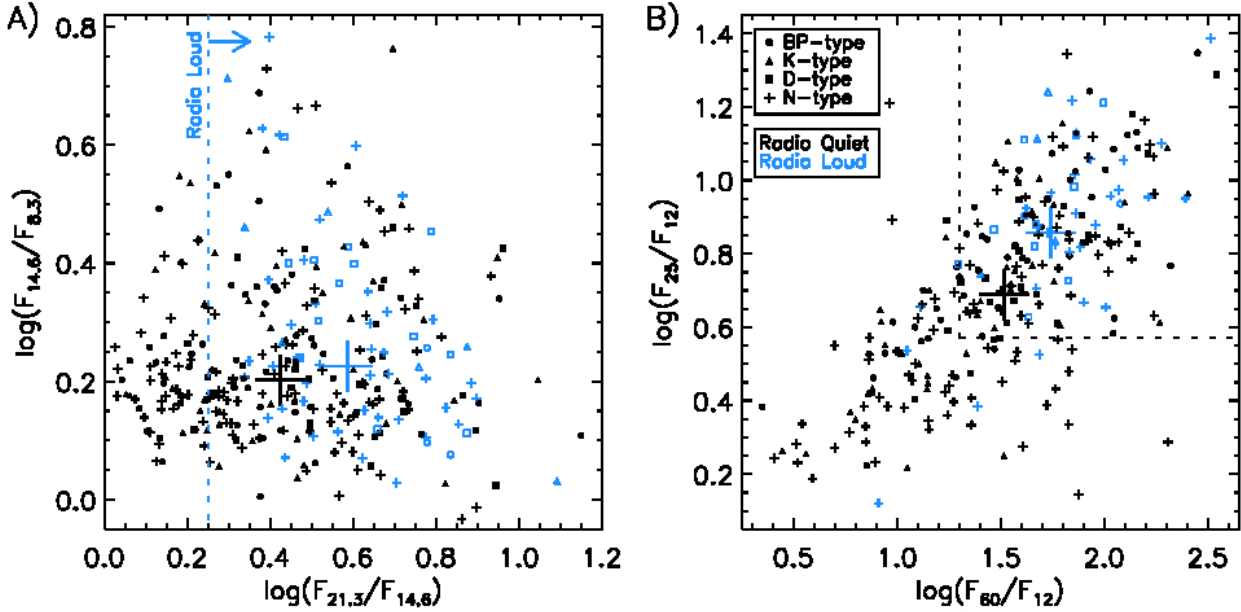 A)
B)
Radio Loud
BP-type
K-type
D-type
N-type
Radio Quiet
Radio Loud
0.8
0.6
0.4
0.2
0.0
log(F14.6/F8.3)
0.0 0.2 0.4 0.6 0.8 1.0 1.2
log(F21,3/F14,6)
1.4
1.2
1.0
0.8
0.6
0.4
0.2
log(F25/F12)
0.5 1.0 1.5 2.0 2.5
log(F60/F12)